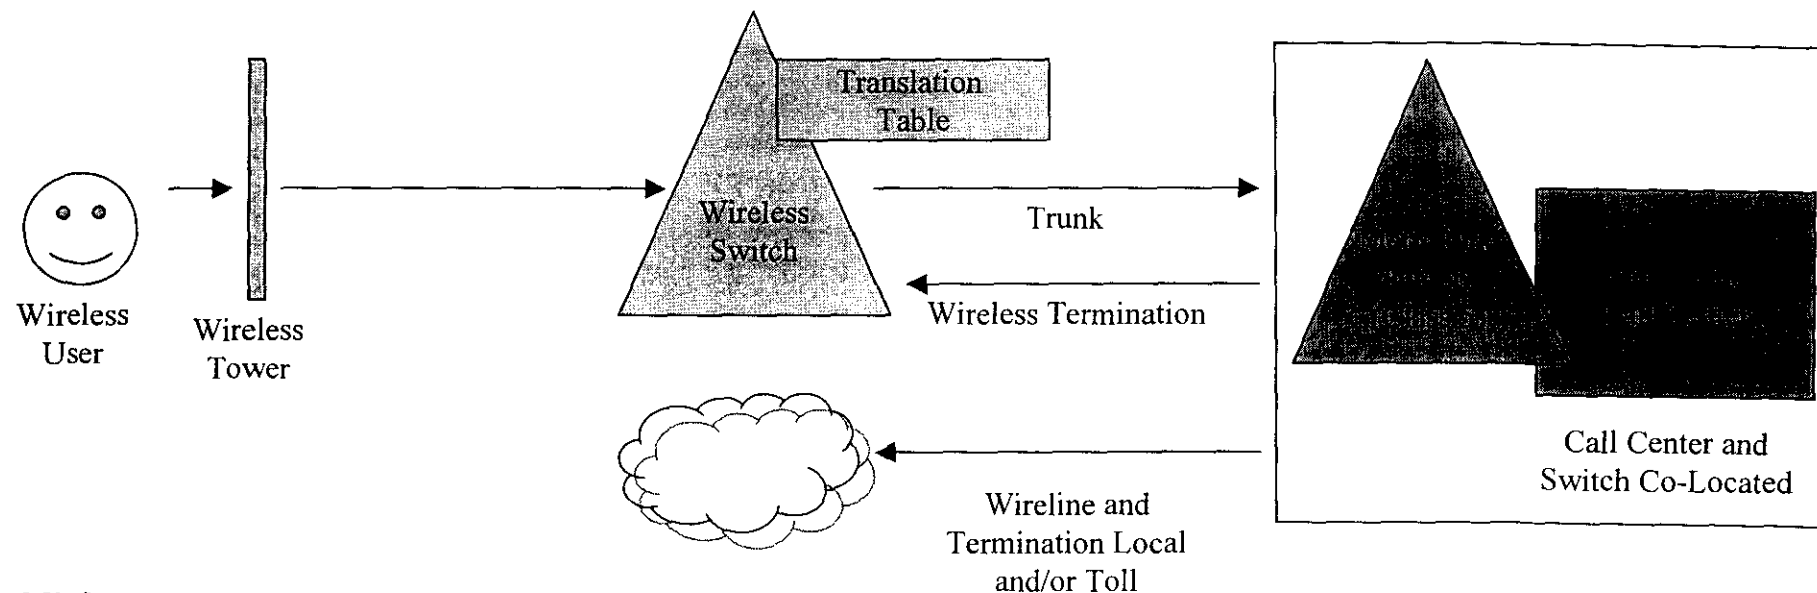 Translation
Table
Wireless
Switch
Trunk
Wireless Termination
Wireless
User
Wireless
Tower
Call Center and
Switch Co-Located
Wireline and
Termination Local
and/or Toll